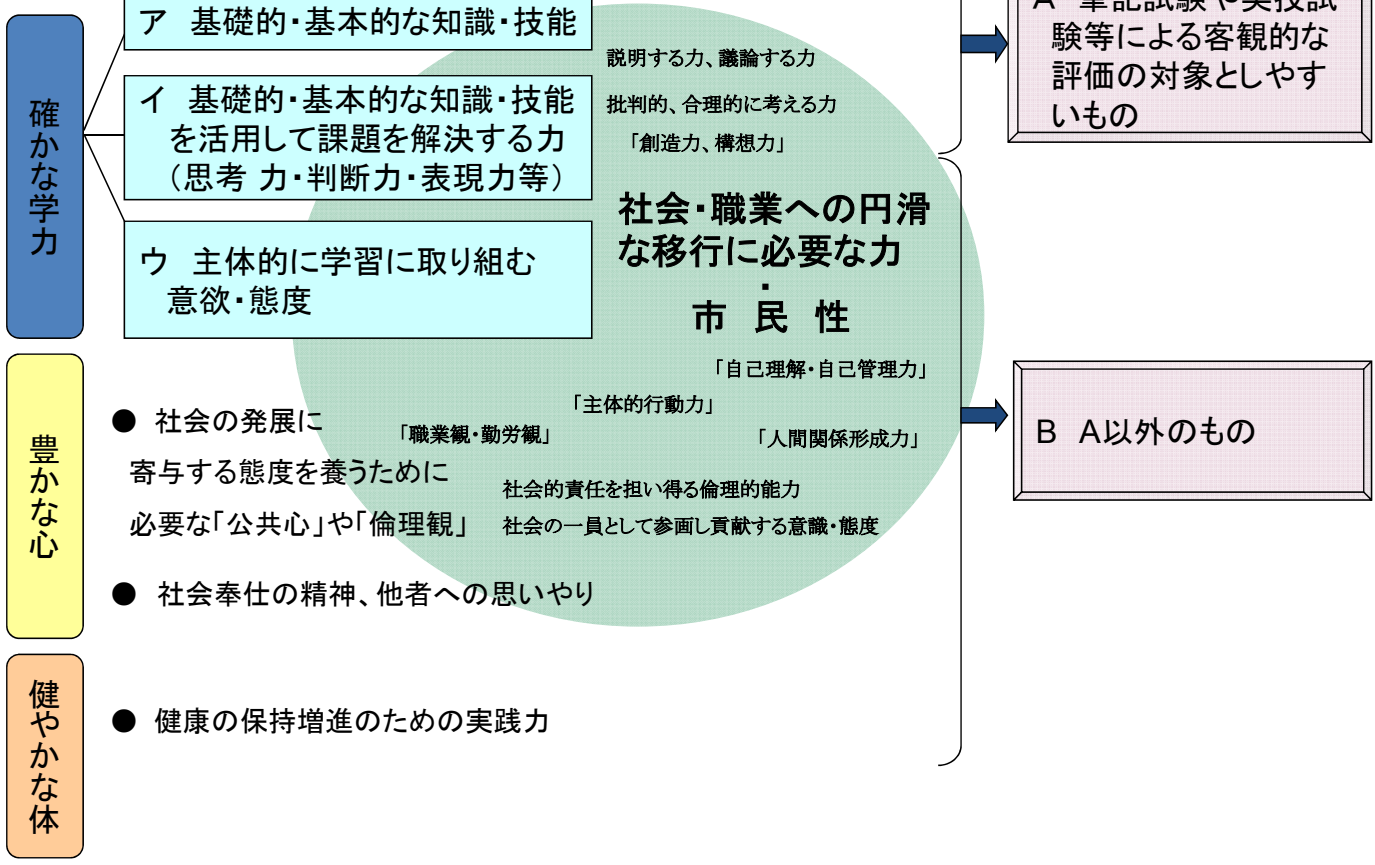 確かな学力
ア 基礎的・基本的な知識・技能
イ 基礎的・基本的な知識・技能
を活用して課題を解決する力
（思考 力・判断力・表現力等）
ウ 主体的に学習に取り組む
意欲・態度
説明する力、議論する力
批判的、合理的に考える力
「創造力、構想力」
社会・職業への円滑
な移行に必要な力
・
市 民 性
「自己理解・自己管理力」
「主体的行動力」
「職業観・勤労観」
「人間関係形成力」
社会的責任を担い得る倫理的能力
社会の一員として参画し貢献する意識・態度
豊かな心
● 社会の発展に
寄与する態度を養うために
必要な「公共心」や「倫理観」
● 社会奉仕の精神、他者への思いやり
健やかな体
● 健康の保持増進のための実践力
A 筆記試験や実技試
験等による客観的な
評価の対象としやす
いもの
B A以外のもの